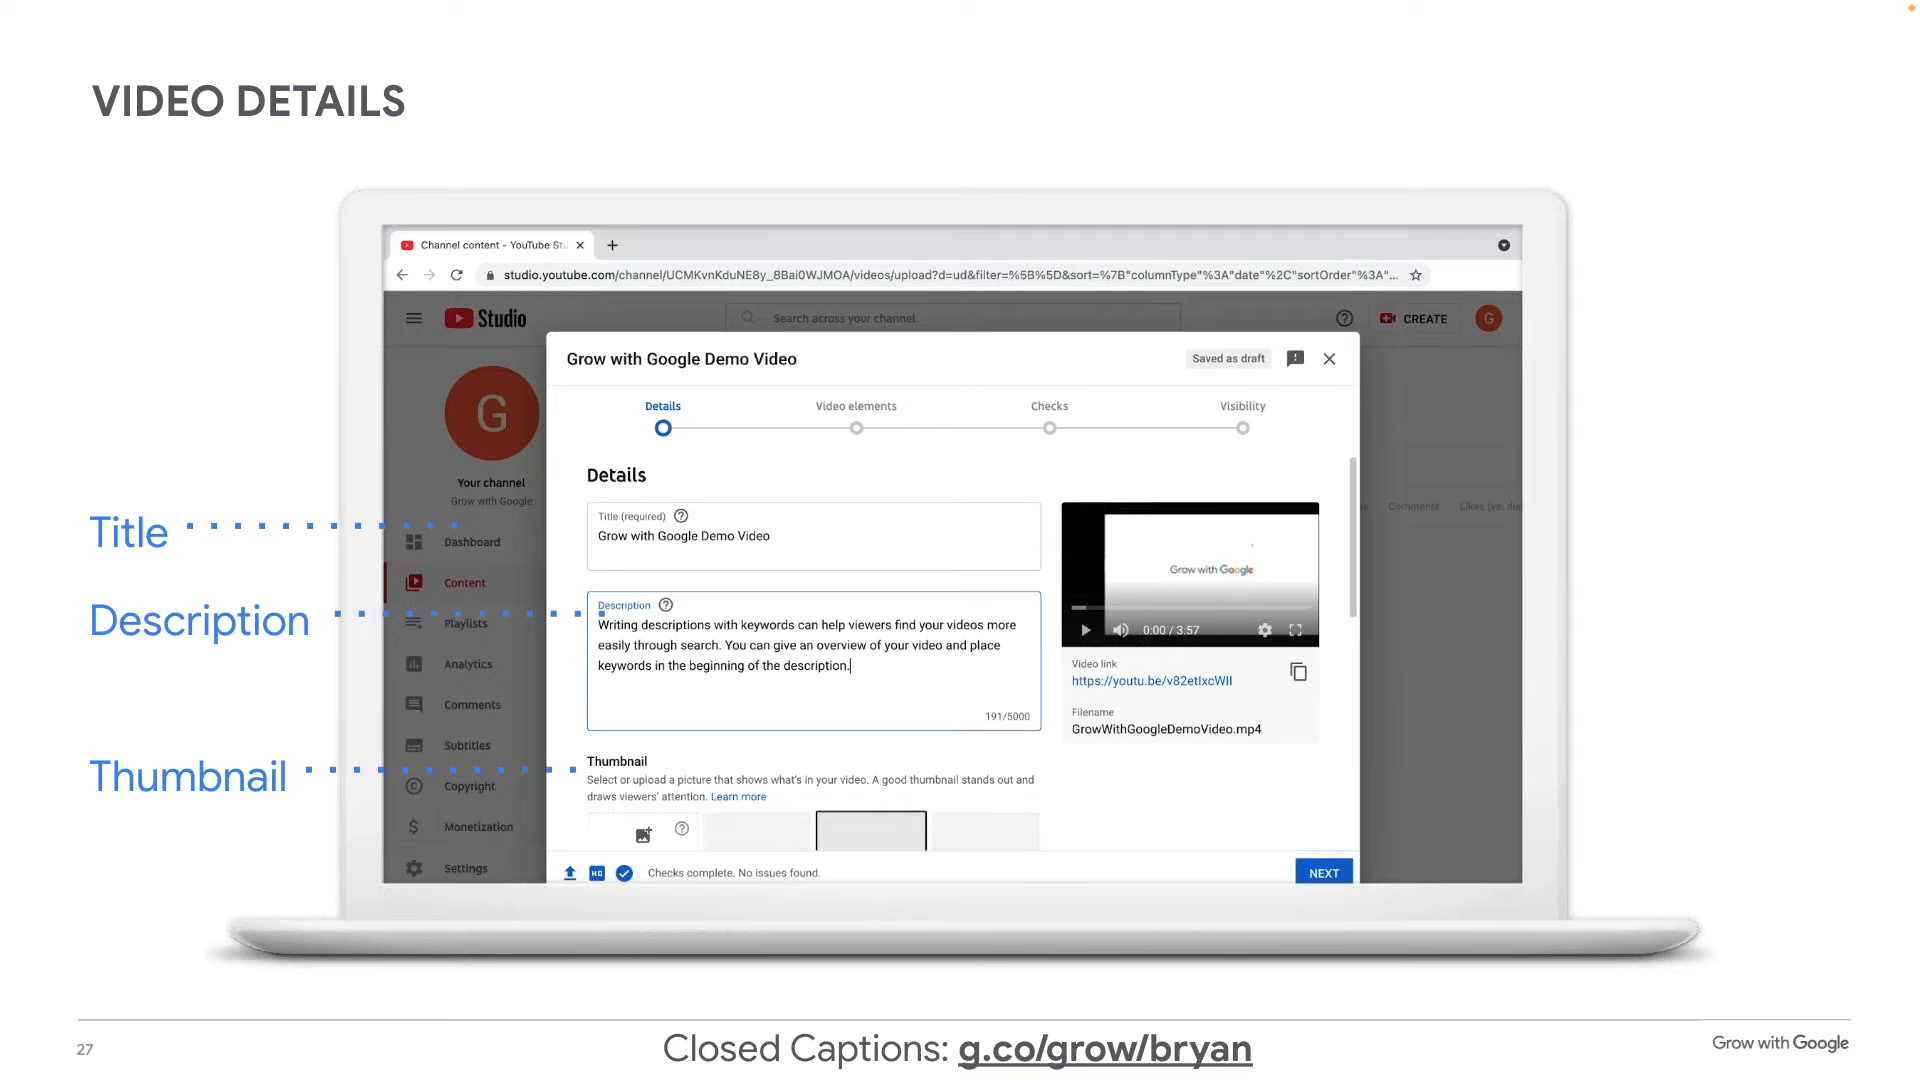 VIDEO DETAILS
Channel content - YouTube Stu
studio.youtube.com/channel/UCMKvnKduNE8y_8Bai0WJMOA/videos/upload?d=ud&filter=%5B%5D&sort=%7B"columnType"%3A"date"%2C"sortOrder"%3A"...
Studio
Search across your channel
CREATE
G
Grow with Google Demo Video
Saved as draft
Details
Video elements
Checks
Visibility
G
Your channel
Grow with Google
Dashboard
Content
Playlists
Analytics
Comments
Subtitles
Copyright
Monetization
Settings
Title
Description
Thumbnail
Details
Title (required)
Grow with Google Demo Video
Description
Writing descriptions with keywords can help viewers find your videos more
easily through search. You can give an overview of your video and place
keywords in the beginning of the description.
191/5000
Thumbnail
Select or upload a picture that shows what's in your video. A good thumbnail stands out and
draws viewers' attention. Learn more
Grow with Google
0:00 / 3:57
Video link
https://youtu.be/v82etIxcWII
Filename
GrowWithGoogleDemoVideo.mp4
Comments
Likes (vs.
HD
Checks complete. No issues found.
NEXT
27
Closed Captions: g.co/grow/bryan
Grow with Google